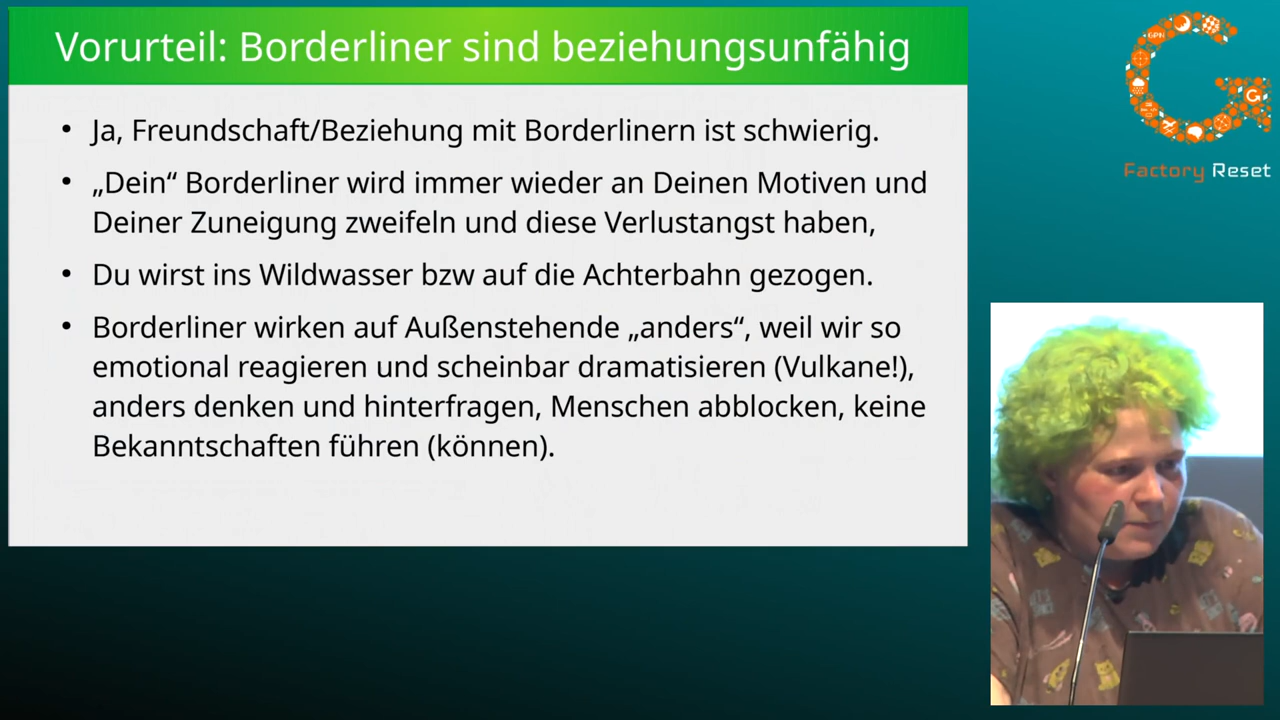 Vorurteil: Borderliner sind beziehungsunfähig
Ja, Freundschaft/Beziehung mit Borderlinern ist schwierig.
„Dein“ Borderliner wird immer wieder an Deinen Motiven und
Deiner Zuneigung zweifeln und diese Verlustangst haben,
Du wirst ins Wildwasser bzw auf die Achterbahn gezogen.
Borderliner wirken auf Außenstehende „anders“, weil wir so
emotional reagieren und scheinbar dramatisieren (Vulkane!),
anders denken und hinterfragen, Menschen abblocken, keine
Bekanntschaften führen (können).
GPN
Factory Reset